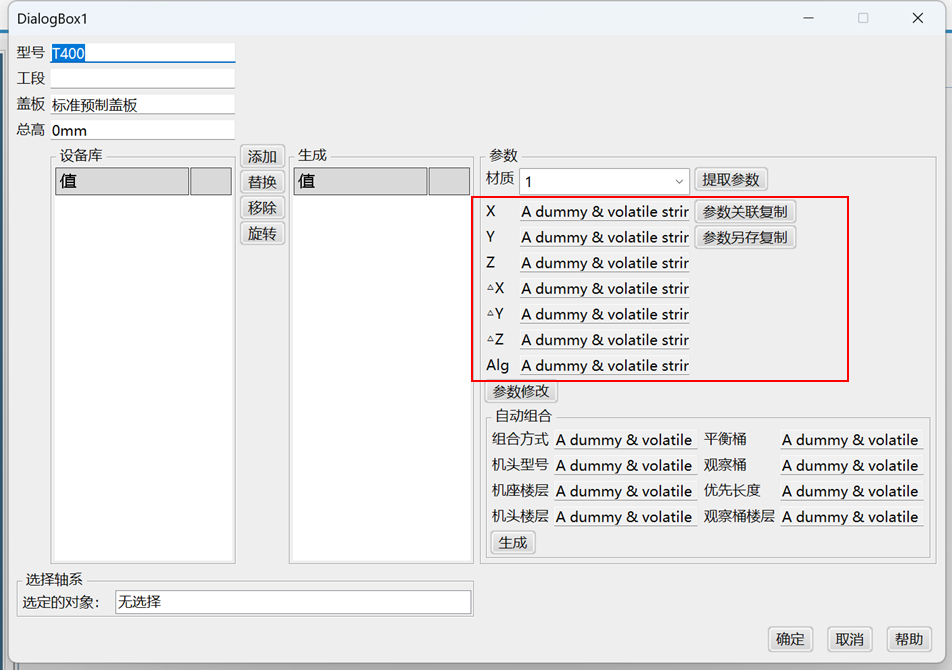 DialogBox1
型号 T400
工段
盖板 标准预制盖板
总高 0mm
设备库
值
添加
替换
移除
旋转
生成
值
参数
材质 1 提取参数
X A dummy & volatile strir 参数关联复制
Y A dummy & volatile strir 参数另存复制
Z A dummy & volatile strir
△X A dummy & volatile strir
△Y A dummy & volatile strir
△Z A dummy & volatile strir
Alg A dummy & volatile strir
参数修改
自动组合
组合方式 A dummy & volatile 平衡桶 A dummy & volatile
机头型号 A dummy & volatile 观察桶 A dummy & volatile
机座楼层 A dummy & volatile 优先长度 A dummy & volatile
机头楼层 A dummy & volatile 观察桶楼层 A dummy & volatile
生成
选择轴系
选定的对象： 无选择
确定 取消 帮助